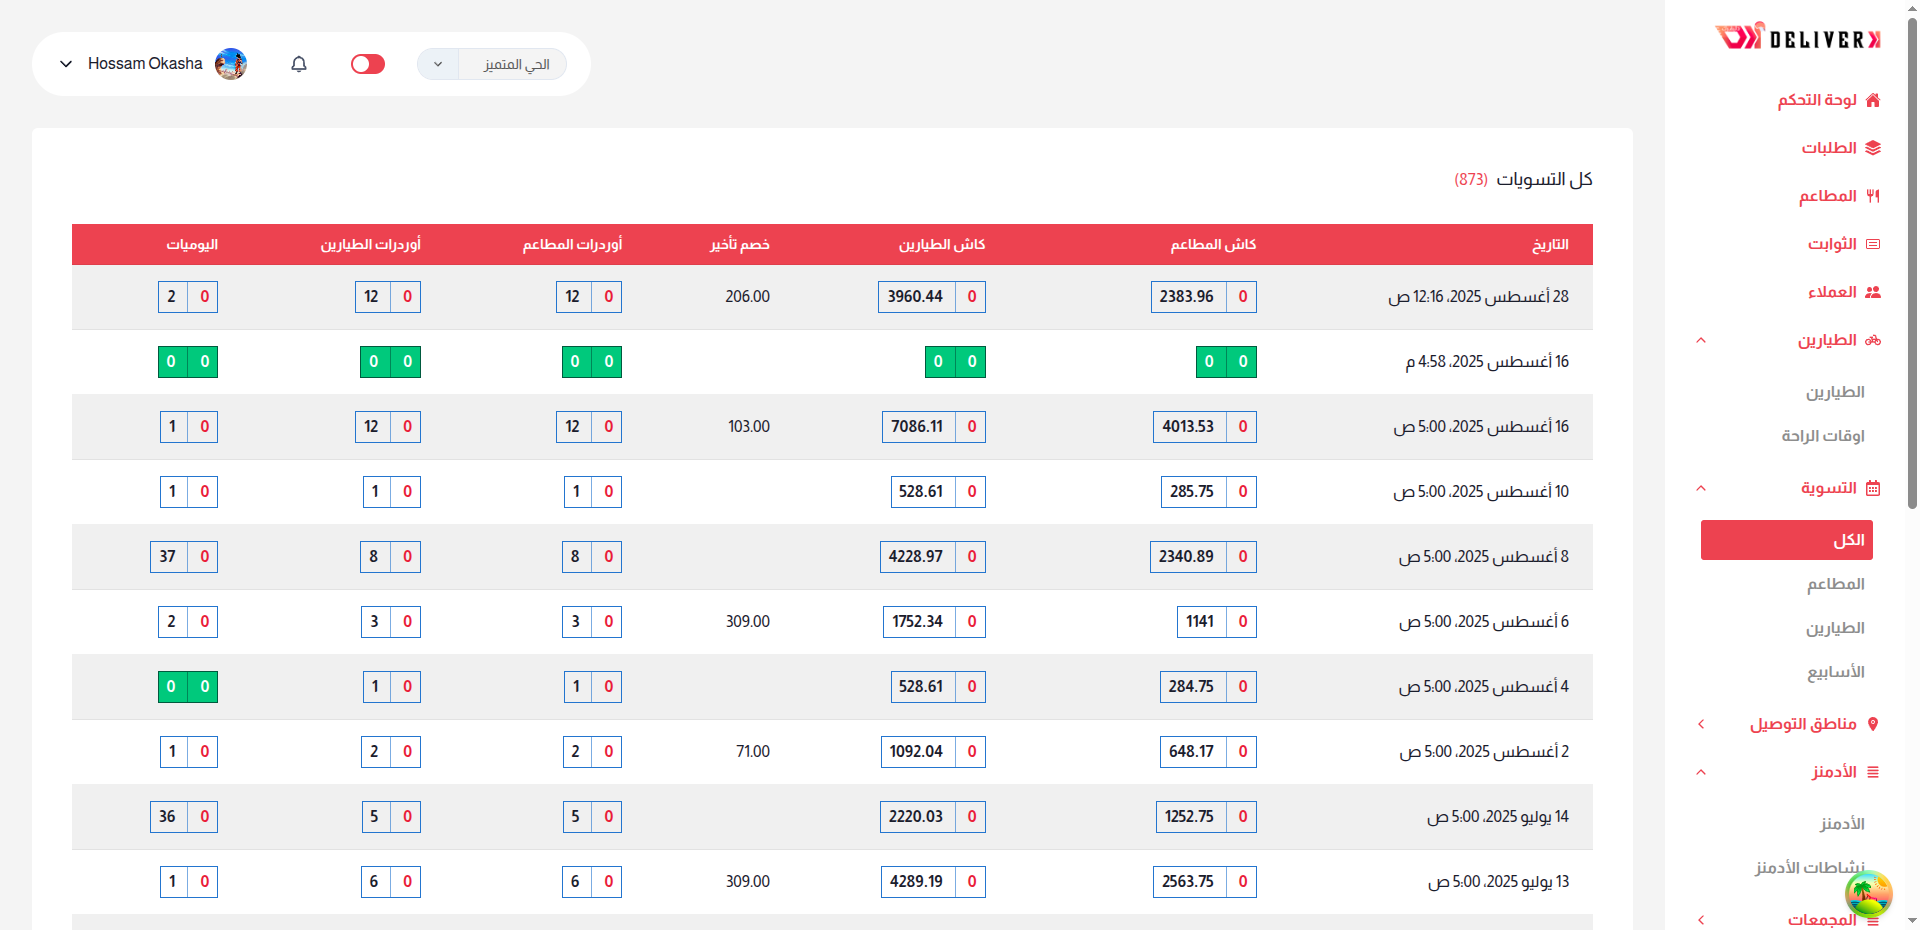 DELIVER
لوحة التحكم
الطلبات
المطاعم
الثوابت
العملاء
الطيارين
الطيارين
اوقات الراحة
التسوية
الكل
المطاعم
الطيارين
الأسابيع
مناطق التوصيل
الأدمنز
الأدمنز
نشاطات الأدمنز
المجمعات
الحي المتميز
Hossam Okasha
كل التسويات (873)
التاريخ كاش المطاعم كاش الطيارين خصم تأخير أوردرات المطاعم أوردرات الطيارين اليوميات
28 أغسطس 2025، 12:16 ص 0 2383.96 0 3960.44 206.00 0 12 0 12 0 2
16 أغسطس 2025، 4:58 م 0 0 0 0 0 0 0 0 0 0
16 أغسطس 2025، 5:00 ص 0 4013.53 0 7086.11 103.00 0 12 0 12 0 1
10 أغسطس 2025، 5:00 ص 0 285.75 0 528.61 0 1 0 1 0 1
8 أغسطس 2025، 5:00 ص 0 2340.89 0 4228.97 0 8 0 8 0 37
6 أغسطس 2025، 5:00 ص 0 1141 0 1752.34 309.00 0 3 0 3 0 2
4 أغسطس 2025، 5:00 ص 0 284.75 0 528.61 0 1 0 1 0 0
2 أغسطس 2025، 5:00 ص 0 648.17 0 1092.04 71.00 0 2 0 2 0 1
14 يوليو 2025، 5:00 ص 0 1252.75 0 2220.03 0 5 0 5 0 36
13 يوليو 2025، 5:00 ص 0 2563.75 0 4289.19 309.00 0 6 0 6 0 1